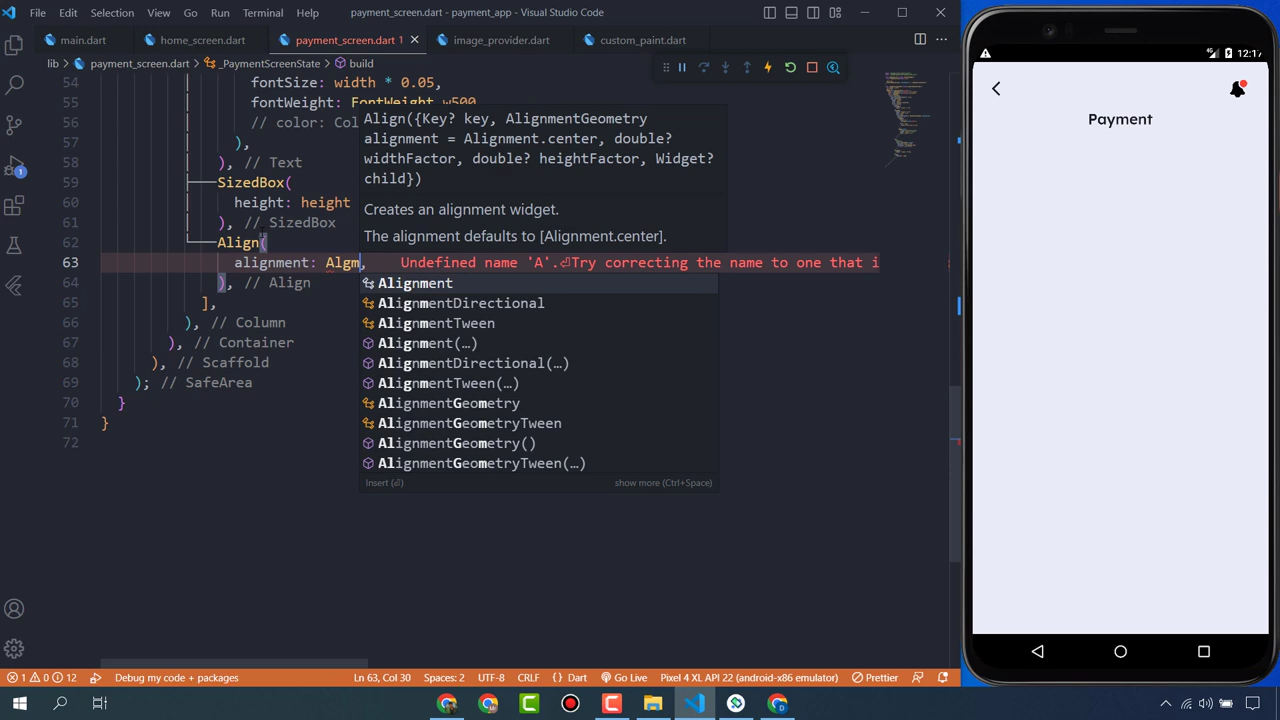 File Edit Selection View Go Run Terminal Help
payment_screen.dart - payment_app - Visual Studio Code
main.dart
home_screen.dart
payment_screen.dart 1
image_provider.dart
custom_paint.dart
lib > payment_screen.dart > _PaymentScreenState > build
54 fontSize: width * 0.05,
55 fontWeight: FontWeight.w500
56 // color: Col
57 ),
58 ), // Text
59 SizedBox(
60 height: height
61 ), // SizedBox
62 Align(
63 alignment: Algm, Undefined name 'A'.⏎Try correcting the name to one that i
64 ), // Align
65 ],
66 ), // Column
67 ), // Container
68 ), // Scaffold
69 ); // SafeArea
70 }
71 }
72
Align({Key? key, AlignmentGeometry
alignment = Alignment.center, double?
widthFactor, double? heightFactor, Widget?
child})
Creates an alignment widget.
The alignment defaults to [Alignment.center].
Alignment
AlignmentDirectional
AlignmentTween
Alignment(…)
AlignmentDirectional(…)
AlignmentTween(…)
AlignmentGeometry
AlignmentGeometryTween
AlignmentGeometry()
AlignmentGeometryTween(…)
Insert (⏎) show more (Ctrl+Space)
1
1 0 12 Debug my code + packages
Ln 63, Col 30 Spaces: 2 UTF-8 CRLF {} Dart Go Live Pixel 4 XL API 22 (android-x86 emulator) Prettier
4G 12:17
Payment